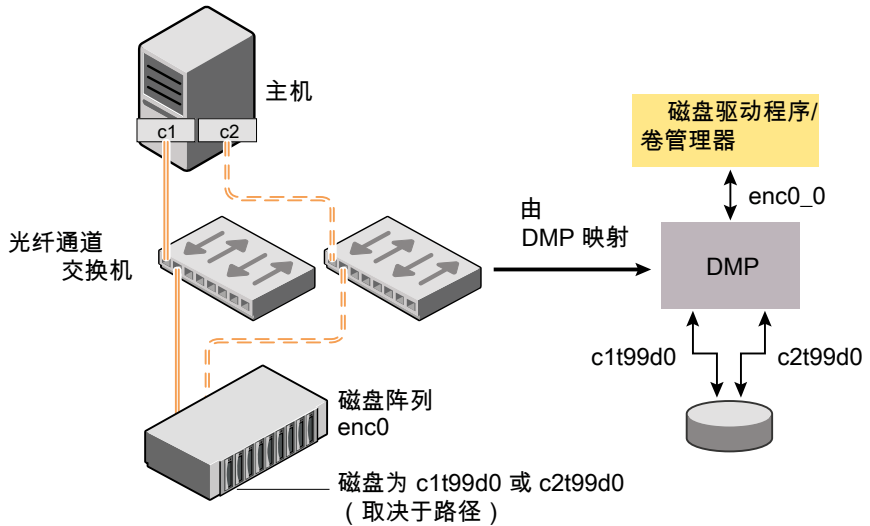 主机
c1
c2
光纤通道
交换机
磁盘阵列
enc0
磁盘为 c1t99d0 或 c2t99d0
（取决于路径）
由
DMP 映射
磁盘驱动程序/
卷管理器
enc0_0
DMP
c1t99d0
c2t99d0